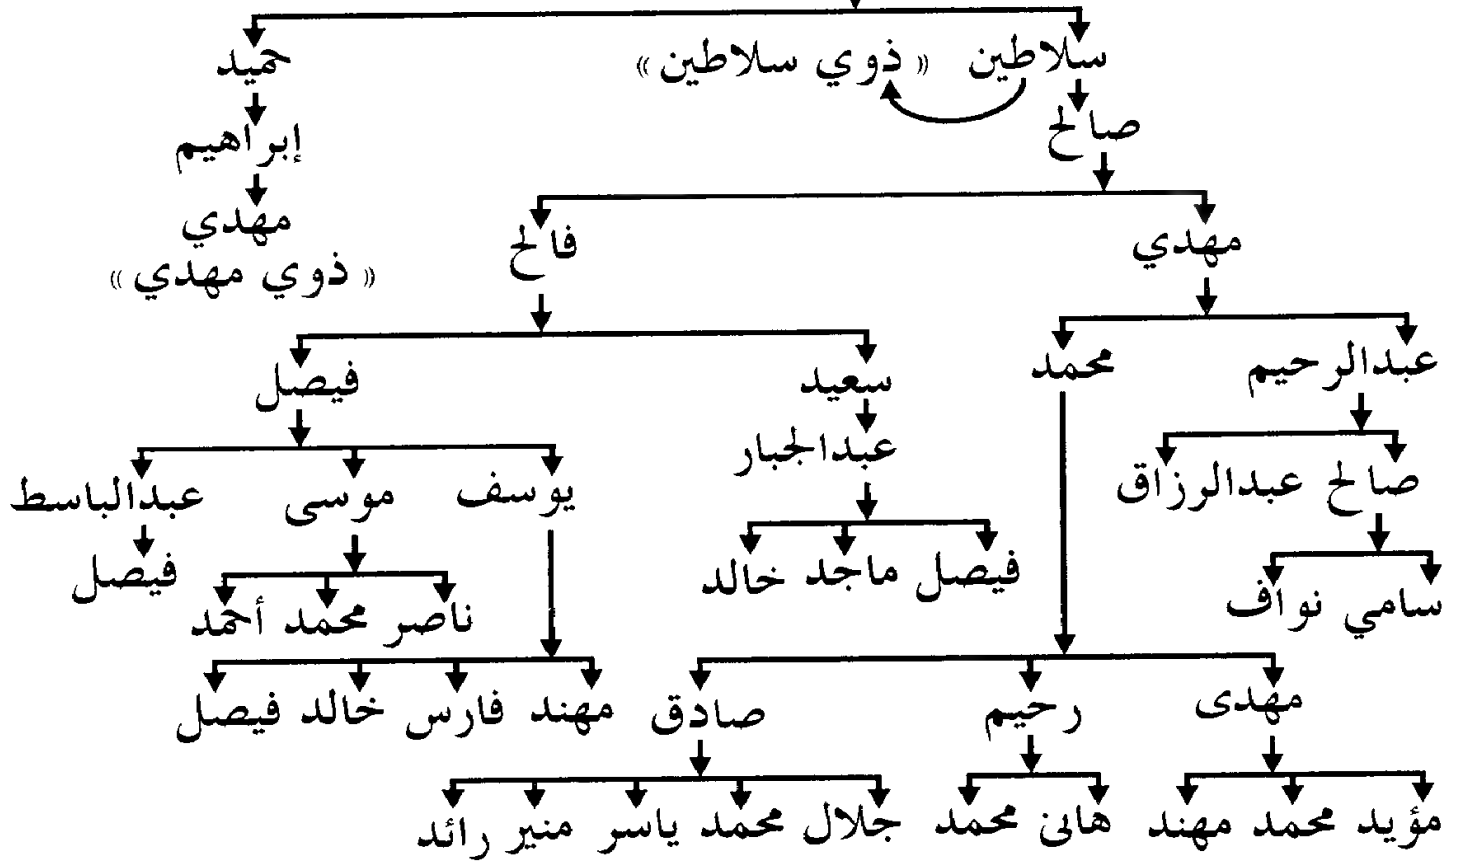 سلاطين « ذوي سلاطين » حميد
صالح إبراهيم
مهدي فالح مهدي
« ذوي مهدي »
عبدالرحيم محمد سعيد فيصل
عبدالجبار
صالح عبدالرزاق يوسف موسى عبدالباسط
سامي نواف فيصل ماجد خالد فيصل
ناصر محمد أحمد
مهدى رحيم صادق مهند فارس خالد فيصل
مؤيد محمد مهند هانئ محمد جلال محمد ياسر منير رائد